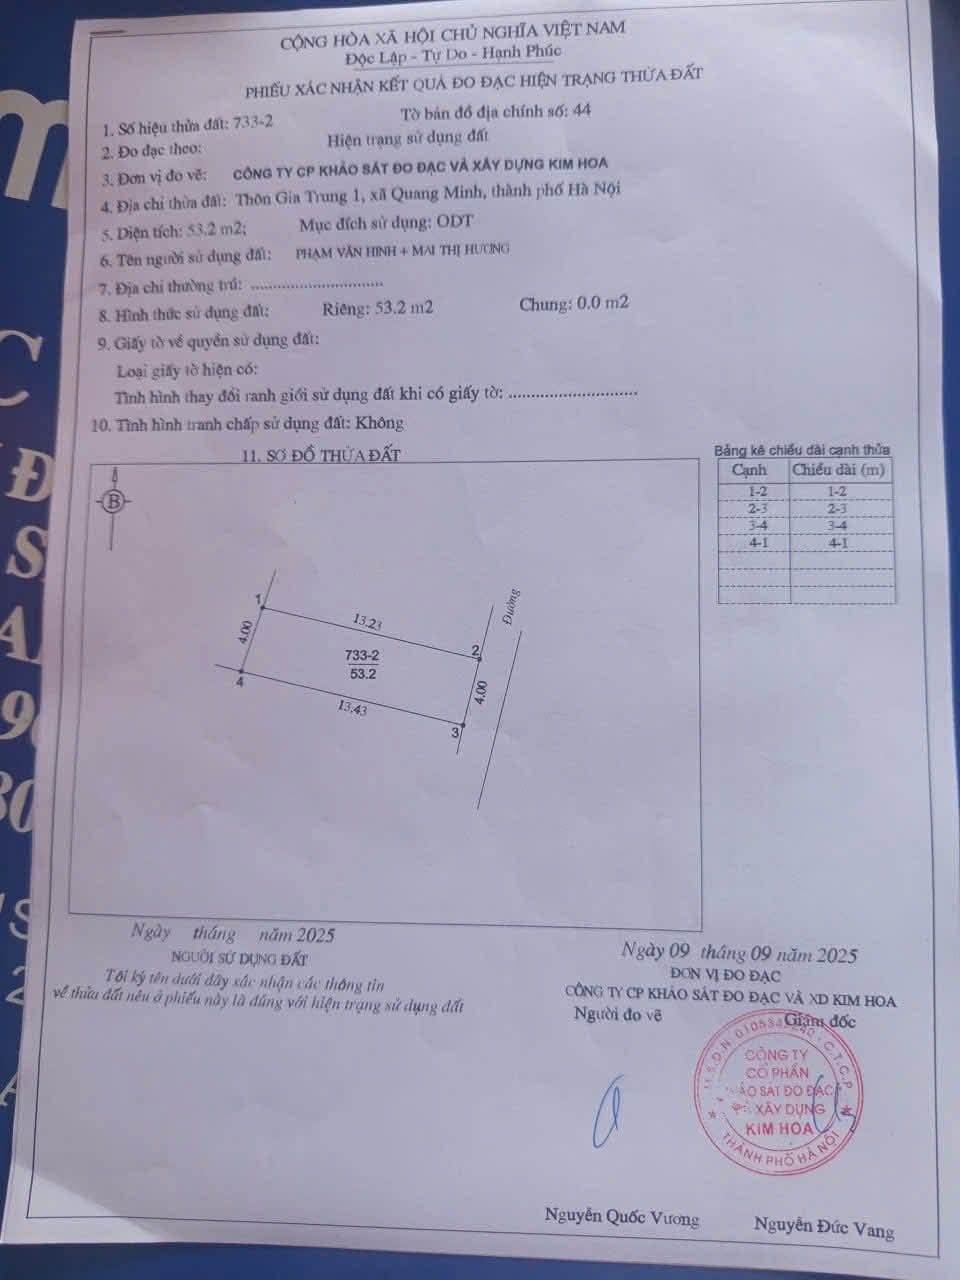 CỘNG HÒA XÃ HỘI CHỦ NGHĨA VIỆT NAM
Độc Lập - Tự Do - Hạnh Phúc
PHIẾU XÁC NHẬN KẾT QUẢ ĐO ĐẠC HIỆN TRẠNG THỬA ĐẤT
1. Số hiệu thửa đất: 733-2 Tờ bản đồ địa chính số: 44
2. Đo đạc theo: Hiện trạng sử dụng đất
3. Đơn vị đo vẽ: CÔNG TY CP KHẢO SÁT ĐO ĐẠC VÀ XÂY DỰNG KIM HOA
4. Địa chỉ thửa đất: Thôn Gia Trung 1, xã Quang Minh, thành phố Hà Nội
5. Diện tích: 53.2 m2; Mục đích sử dụng: ODT
6. Tên người sử dụng đất: PHẠM VĂN HINH + MAI THỊ HƯƠNG
7. Địa chỉ thường trú: ..............................
8. Hình thức sử dụng đất: Riêng: 53.2 m2 Chung: 0.0 m2
9. Giấy tờ về quyền sử dụng đất:
Loại giấy tờ hiện có:
Tình hình thay đổi ranh giới sử dụng đất khi có giấy tờ: ............................
10. Tình hình tranh chấp sử dụng đất: Không
11. SƠ ĐỒ THỬA ĐẤT
Bảng kê chiều dài cạnh thửa
Cạnh Chiều dài (m)
1-2 1-2
2-3 2-3
3-4 3-4
4-1 4-1
B
Đường
1
13.23
4.00
2
733-2
53.2
4
4.00
13.43
3
Ngày tháng năm 2025
NGƯỜI SỬ DỤNG ĐẤT
Tôi ký tên dưới đây xác nhận các thông tin
về thửa đất nêu ở phiếu này là đúng với hiện trạng sử dụng đất
Ngày 09 tháng 09 năm 2025
ĐƠN VỊ ĐO ĐẠC
CÔNG TY CP KHẢO SÁT ĐO ĐẠC VÀ XD KIM HOA
Người đo vẽ Giám đốc
CÔNG TY
CỔ PHẦN
KHẢO SÁT ĐO ĐẠC
XÂY DỰNG
KIM HOA
THÀNH PHỐ HÀ NỘI
Nguyễn Quốc Vương Nguyễn Đức Vang